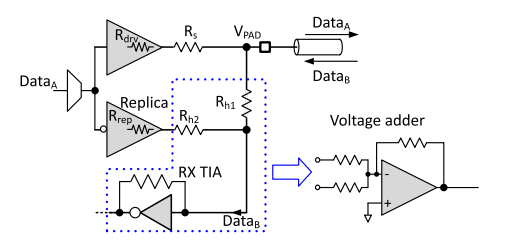 Data_A
R_drv
R_s
V_PAD
Data_A
Data_B
Replica
R_rep
R_h2
R_h1
RX TIA
Data_B
Voltage adder
-
+